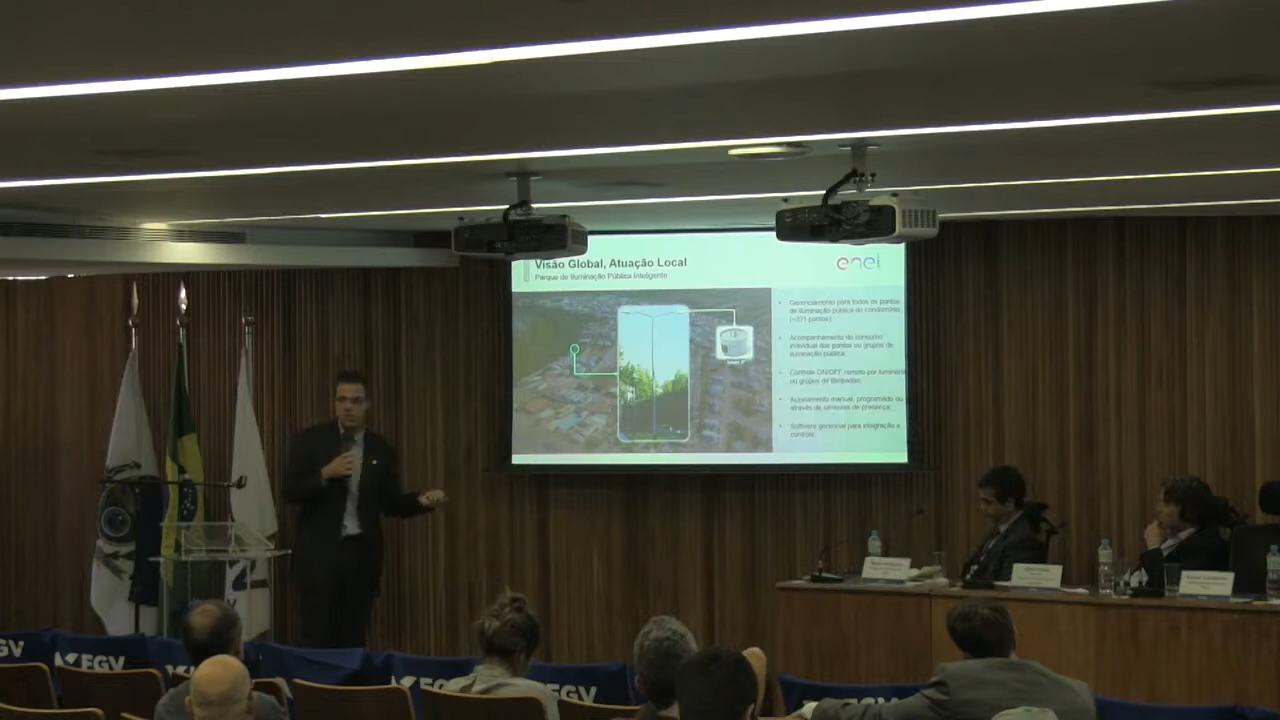 Visão Global, Atuação Local
Parque de Iluminação Pública Inteligente
enel
Gerenciamento para todos os pontos
de iluminação pública do condomínio
(~371 pontos);
Acompanhamento do consumo
individual dos pontos ou grupos de
iluminação pública;
Controle ON/OFF remoto por luminária
ou grupos de lâmpadas;
Acionamento manual, programado ou
através de sensores de presença;
Software gerencial para integração e
controle.
FGV
FGV
FGV